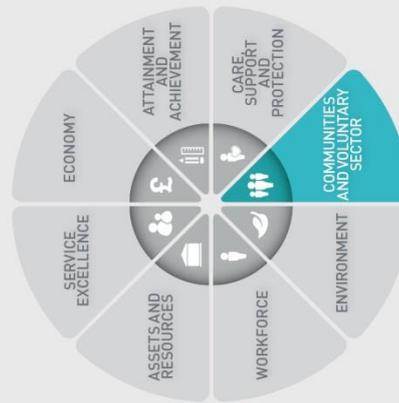 ATTAINMENT
AND
ACHIEVEMENT
CARE,
SUPPORT
AND
PROTECTION
COMMUNITIES
AND VOLUNTARY
SECTOR
ENVIRONMENT
WORKFORCE
ASSETS AND
RESOURCES
SERVICE
EXCELLENCE
ECONOMY
£